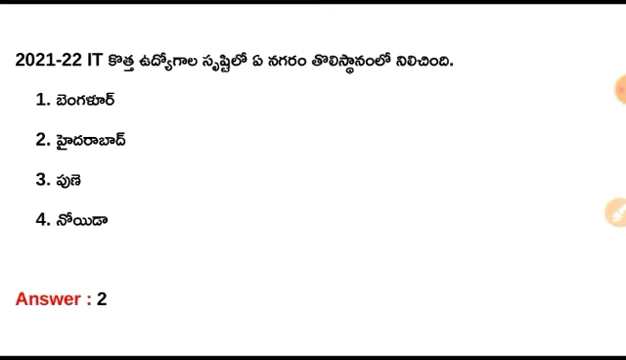 2021-22 IT కొత్త ఉద్యోగాల సృష్టిలో ఏ నగరం తొలిస్థానంలో నిలిచింది.
1. బెంగళూర్
2. హైదరాబాద్
3. పుణె
4. నోయిడా
Answer : 2